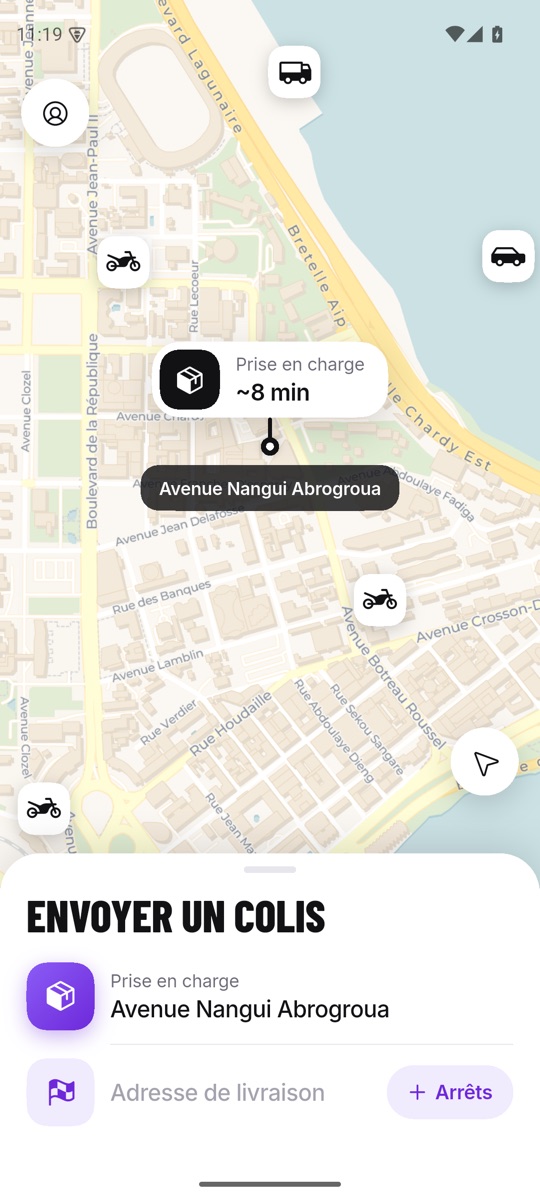 11:19
Boulevard Lagunaire
Avenue Jean-Paul II
Rue Lecoeur
Bretelle Aip
Prise en charge
~8 min
Avenue Clozel
Boulevard de la République
Avenue Nangui Abrogroua
Avenue Jean Delafosse
Rue des Banques
Avenue Lamblin
Avenue Botreau Roussel
Rue Verdier
Rue Houdaille
Rue Sekou Sangare
Rue Abdoulaye Dieng
Avenue Clozel
ENVOYER UN COLIS
Prise en charge
Avenue Nangui Abrogroua
Adresse de livraison
+ Arrêts